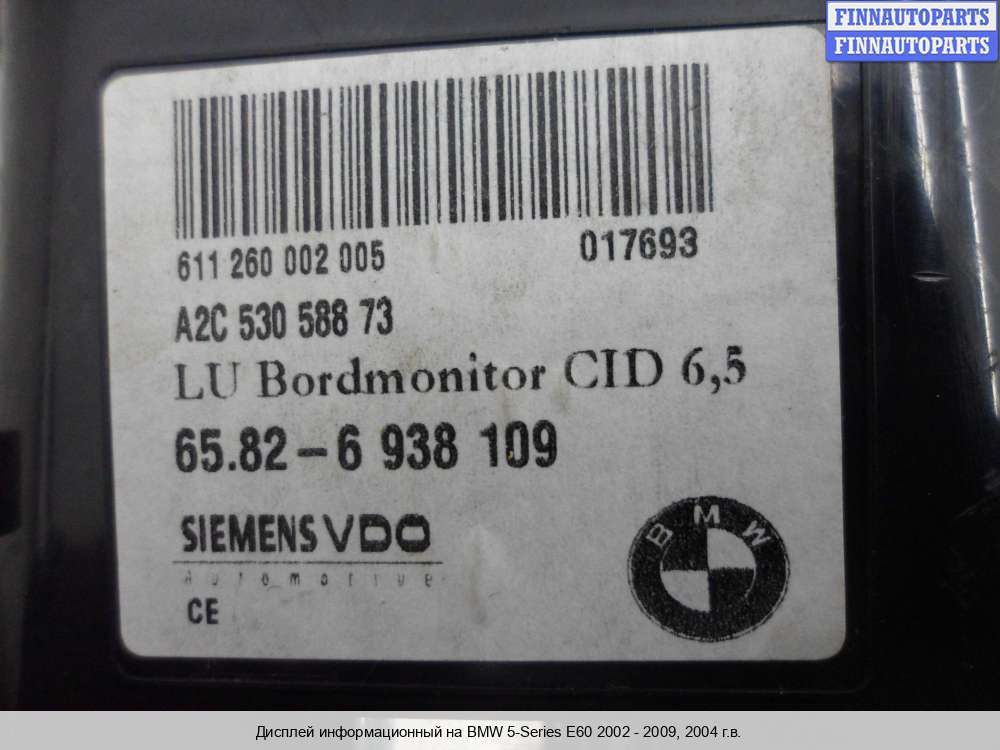 FINNAUTOPARTS
FINNAUTOPARTS
611 260 002 005
017693
A2C 530 588 73
LU Bordmonitor CID 6,5
65.82-6 938 109
SIEMENS VDO
Automotive
CE
BMW
Дисплей информационный на BMW 5-Series E60 2002 - 2009, 2004 г.в.